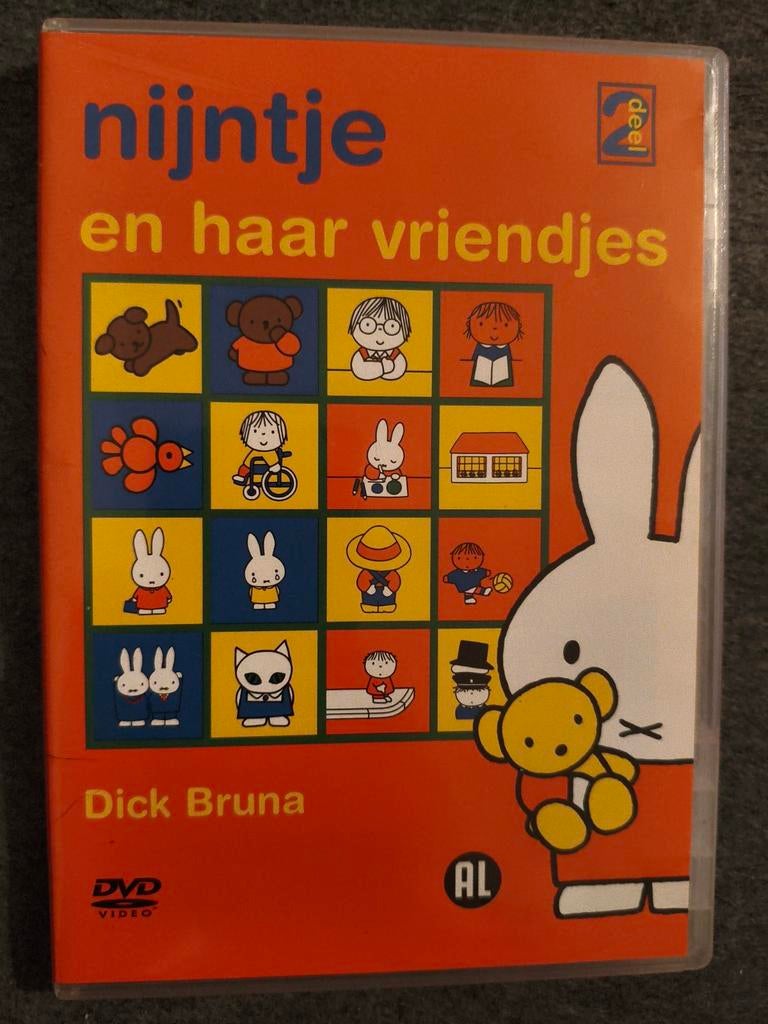 nijntje
deel 2
en haar vriendjes
Dick Bruna
DVD
VIDEO
AL